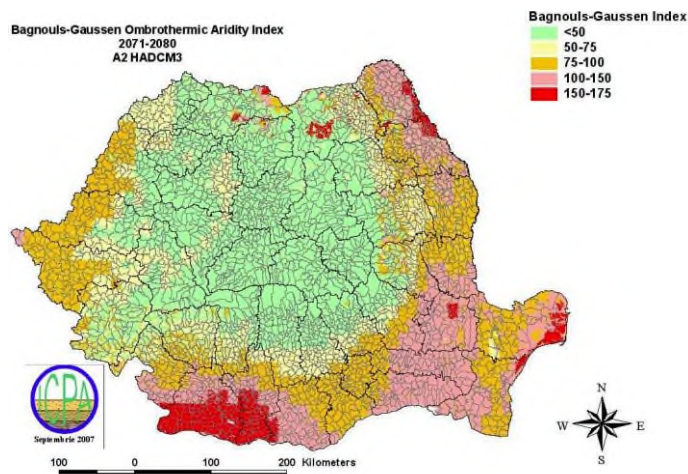 Bagnouls-Gaussen Ombrothermic Aridity Index
2071-2080
A2 HADCM3
Bagnouls-Gaussen Index
<50
50-75
75-100
100-150
150-175
ICPA
Septembrie 2007
N
W E
S
100 0 100 200 Kilometers